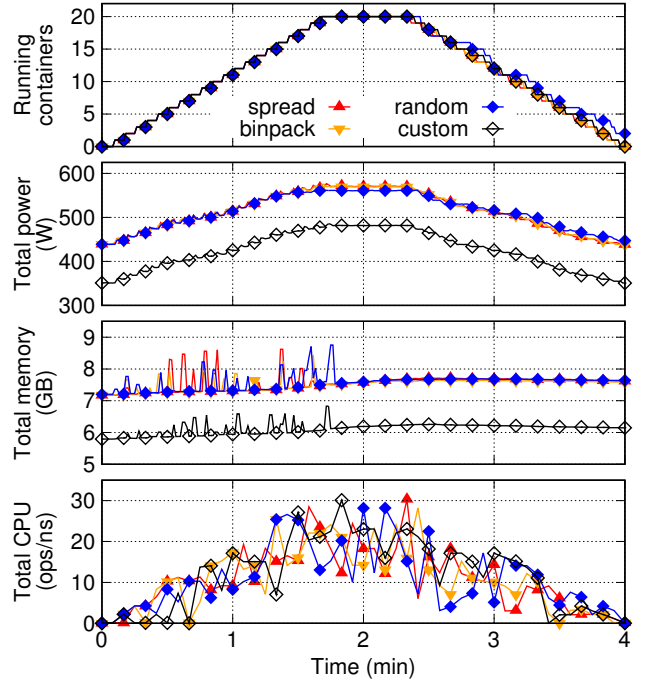 Running containers
20
15
10
5
0
spread random
binpack custom
Total power (W)
600
500
400
300
Total memory (GB)
9
8
7
6
5
Total CPU (ops/ns)
30
20
10
0
0 1 2 3 4
Time (min)